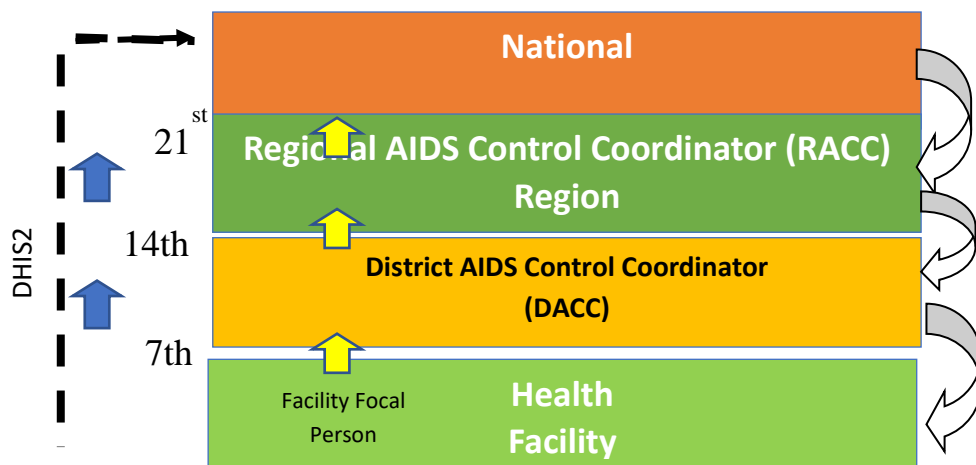 National
21st
Regional AIDS Control Coordinator (RACC)
Region
DHIS2
14th
District AIDS Control Coordinator
(DACC)
7th
Facility Focal
Person
Health
Facility